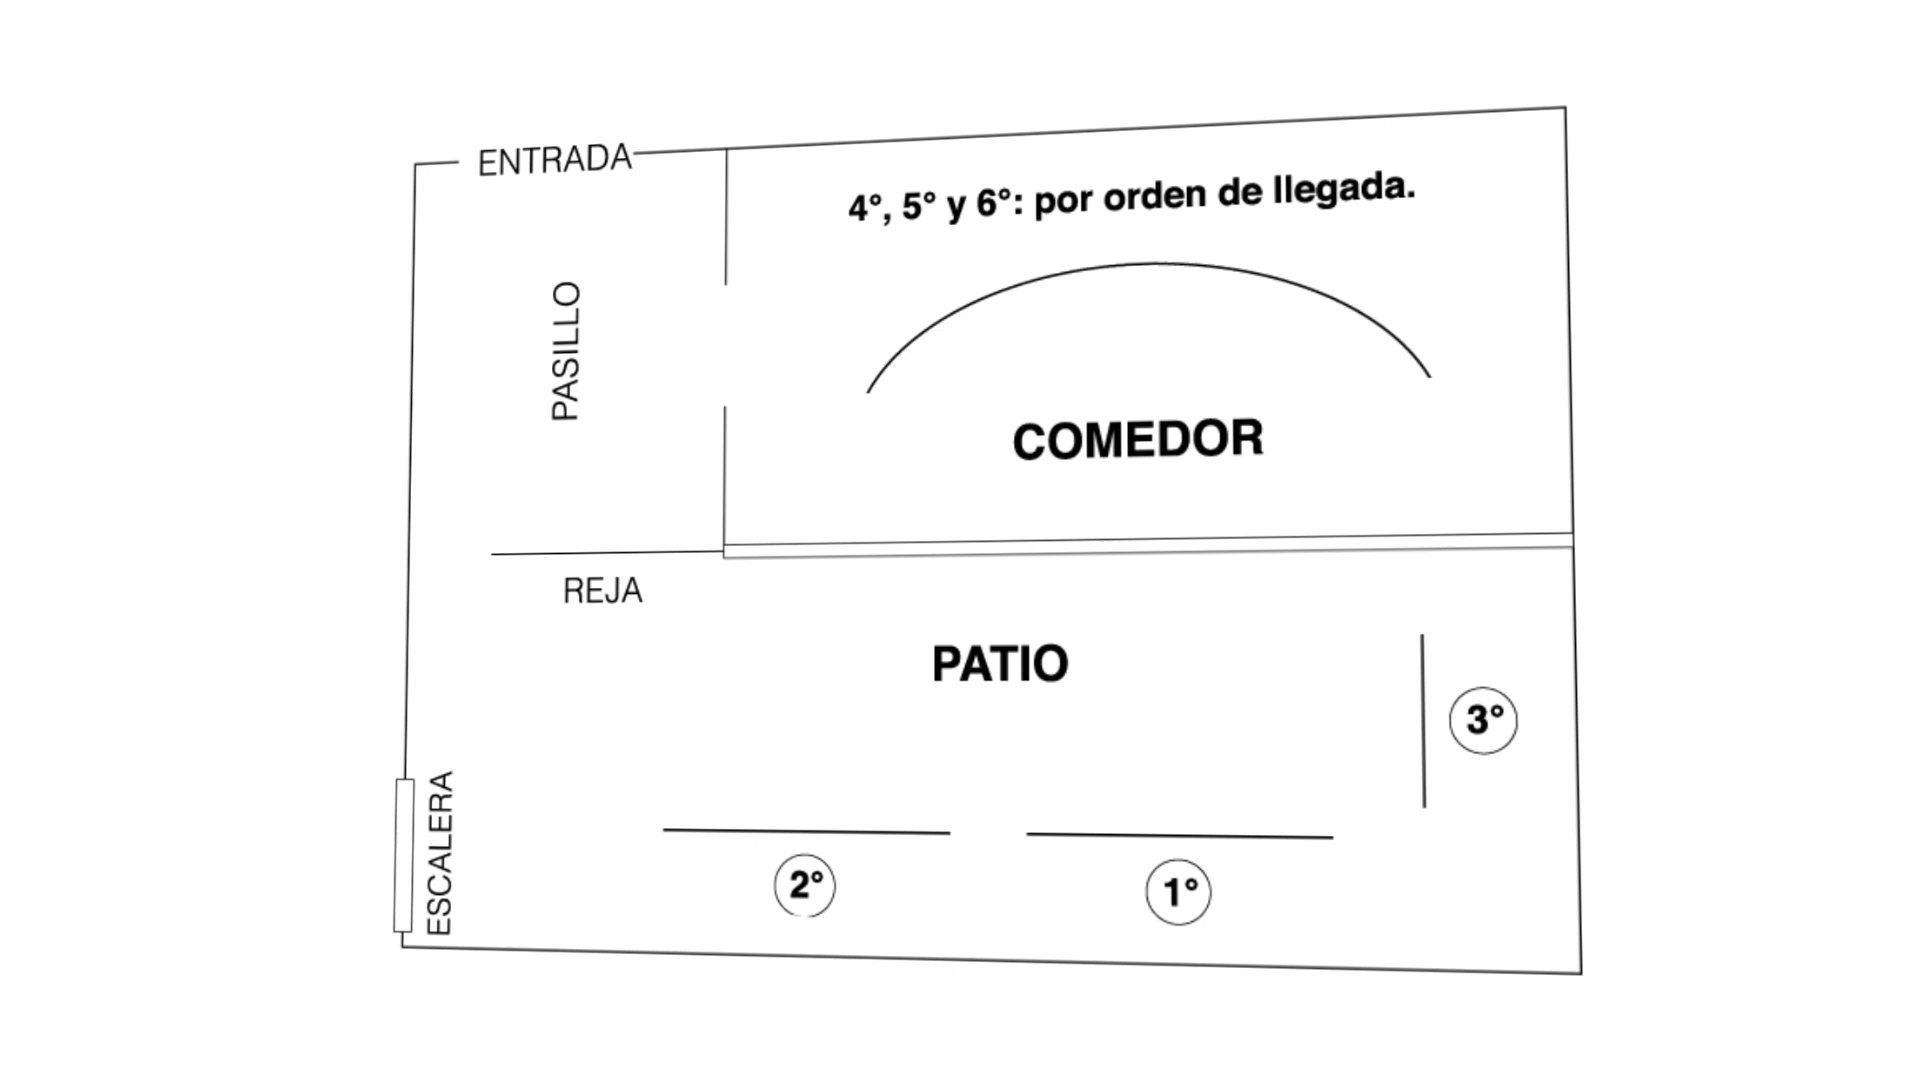 ENTRADA
4°, 5° y 6°: por orden de llegada.
PASILLO
COMEDOR
REJA
PATIO
3°
ESCALERA
2°
1°